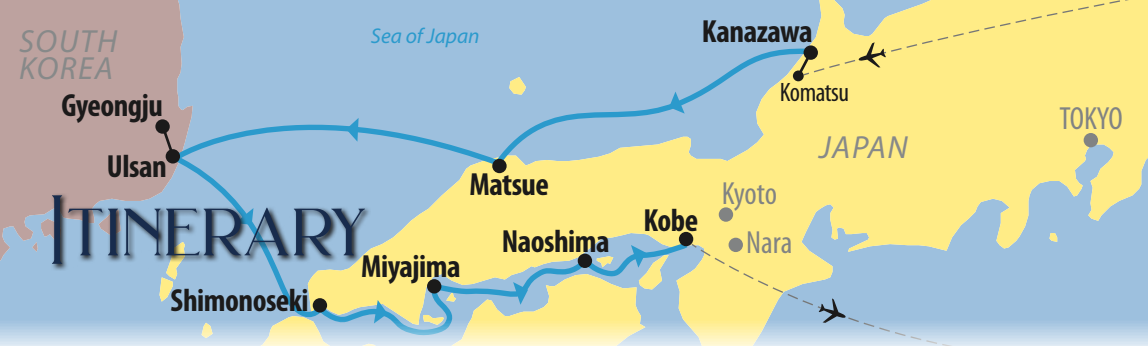 SOUTH
KOREA
Sea of Japan
Kanazawa
Komatsu
Gyeongju
TOKYO
JAPAN
Ulsan
Matsue
Kyoto
ITINERARY
Kobe
Naoshima
Nara
Miyajima
Shimonoseki